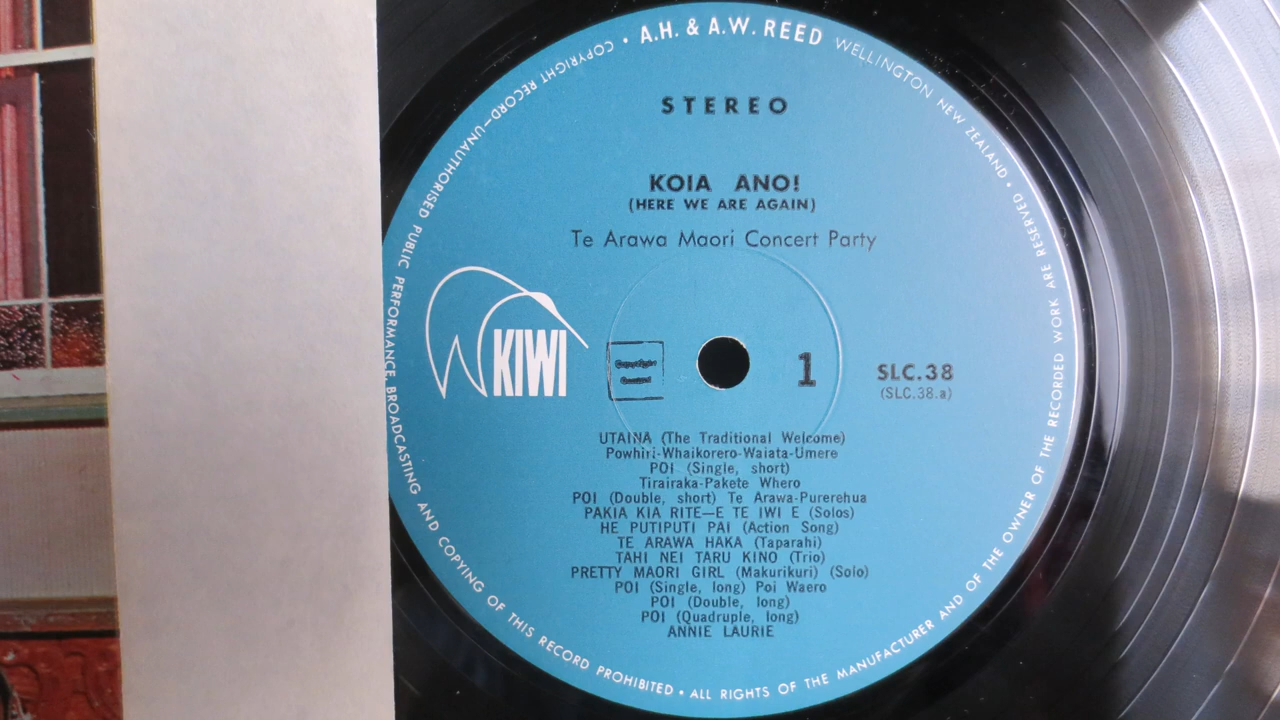 • A.H. & A.W. REED WELLINGTON NEW ZEALAND • ALL RIGHTS OF THE MANUFACTURER AND OF THE OWNER OF THE RECORDED WORK ARE RESERVED • COPYRIGHT RECORD—UNAUTHORISED PUBLIC PERFORMANCE, BROADCASTING AND COPYING OF THIS RECORD PROHIBITED
STEREO
KOIA ANO!
(HERE WE ARE AGAIN)
Te Arawa Maori Concert Party
KIWI
1
SLC.38
(SLC.38.a)
UTAINA (The Traditional Welcome)
Powhiri-Whaikorero-Waiata-Umere
POI (Single, short)
Tirairaka-Pakete Whero
POI (Double, short) Te Arawa-Purerehua
PAKIA KIA RITE—E TE IWI E (Solos)
HE PUTIPUTI PAI (Action Song)
TE ARAWA HAKA (Taparahi)
TAHI NEI TARU KINO (Trio)
PRETTY MAORI GIRL (Makurikuri) (Solo)
POI (Single, long) Poi Waero
POI (Double, long)
POI (Quadruple, long)
ANNIE LAURIE